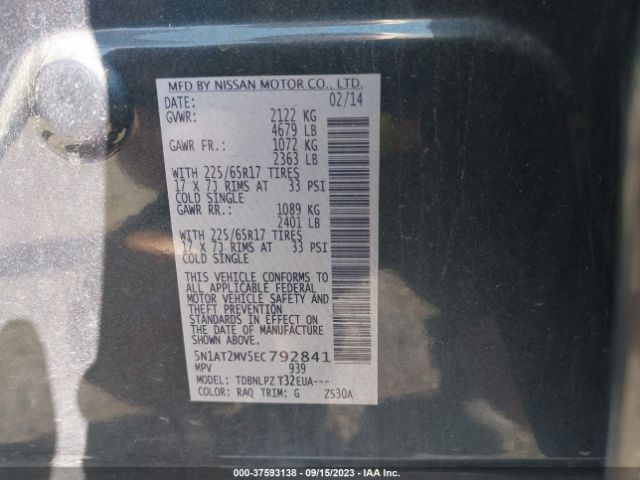 MFD BY NISSAN MOTOR CO., LTD.
DATE: 02/14
GVWR: 2122 KG
4679 LB
GAWR FR.: 1072 KG
2363 LB
WITH 225/65R17 TIRES
17 X 7J RIMS AT 33 PSI
COLD SINGLE
GAWR RR.: 1089 KG
2401 LB
WITH 225/65R17 TIRES
17 X 7J RIMS AT 33 PSI
COLD SINGLE
THIS VEHICLE CONFORMS TO
ALL APPLICABLE FEDERAL
MOTOR VEHICLE SAFETY AND
THEFT PREVENTION
STANDARDS IN EFFECT ON
THE DATE OF MANUFACTURE
SHOWN ABOVE.
5N1AT2MV5EC792841
MPV 939
MODEL: TDBNLPZ T32EUA---
COLOR: RAQ TRIM: G ZS30A
000-37593138 - 09/15/2023 - IAA Inc.